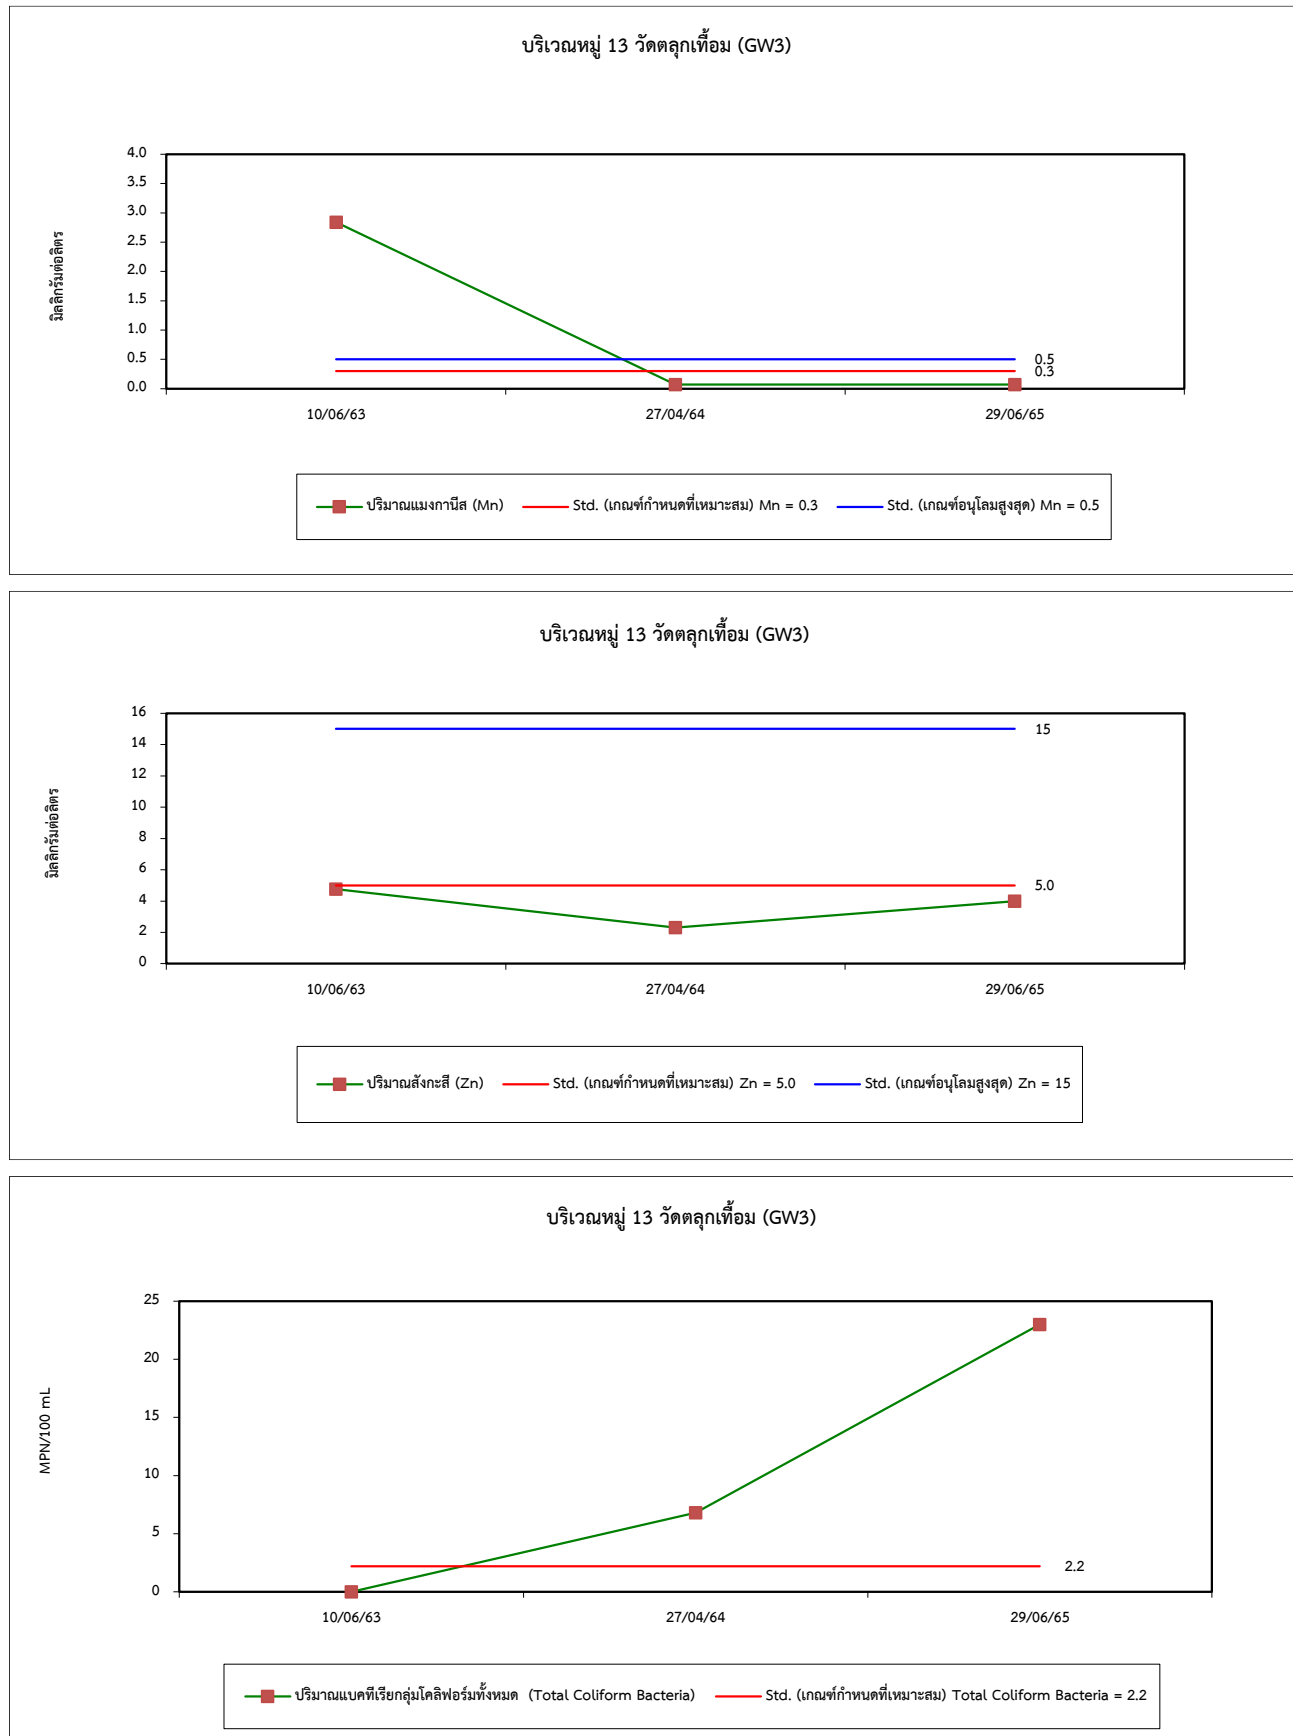 บริเวณหมู่ 13 วัดตลุกเทื้อม (GW3)
มิลลิกรัมต่อลิตร
4.0
3.5
3.0
2.5
2.0
1.5
1.0
0.5
0.0
0.5
0.3
10/06/63 27/04/64 29/06/65
ปริมาณแมงกานีส (Mn) Std. (เกณฑ์กำหนดที่เหมาะสม) Mn = 0.3 Std. (เกณฑ์อนุโลมสูงสุด) Mn = 0.5
บริเวณหมู่ 13 วัดตลุกเทื้อม (GW3)
มิลลิกรัมต่อลิตร
16
14
12
10
8
6
4
2
0
15
5.0
10/06/63 27/04/64 29/06/65
ปริมาณสังกะสี (Zn) Std. (เกณฑ์กำหนดที่เหมาะสม) Zn = 5.0 Std. (เกณฑ์อนุโลมสูงสุด) Zn = 15
บริเวณหมู่ 13 วัดตลุกเทื้อม (GW3)
MPN/100 mL
25
20
15
10
5
0
2.2
10/06/63 27/04/64 29/06/65
ปริมาณแบคทีเรียกลุ่มโคลิฟอร์มทั้งหมด (Total Coliform Bacteria) Std. (เกณฑ์กำหนดที่เหมาะสม) Total Coliform Bacteria = 2.2